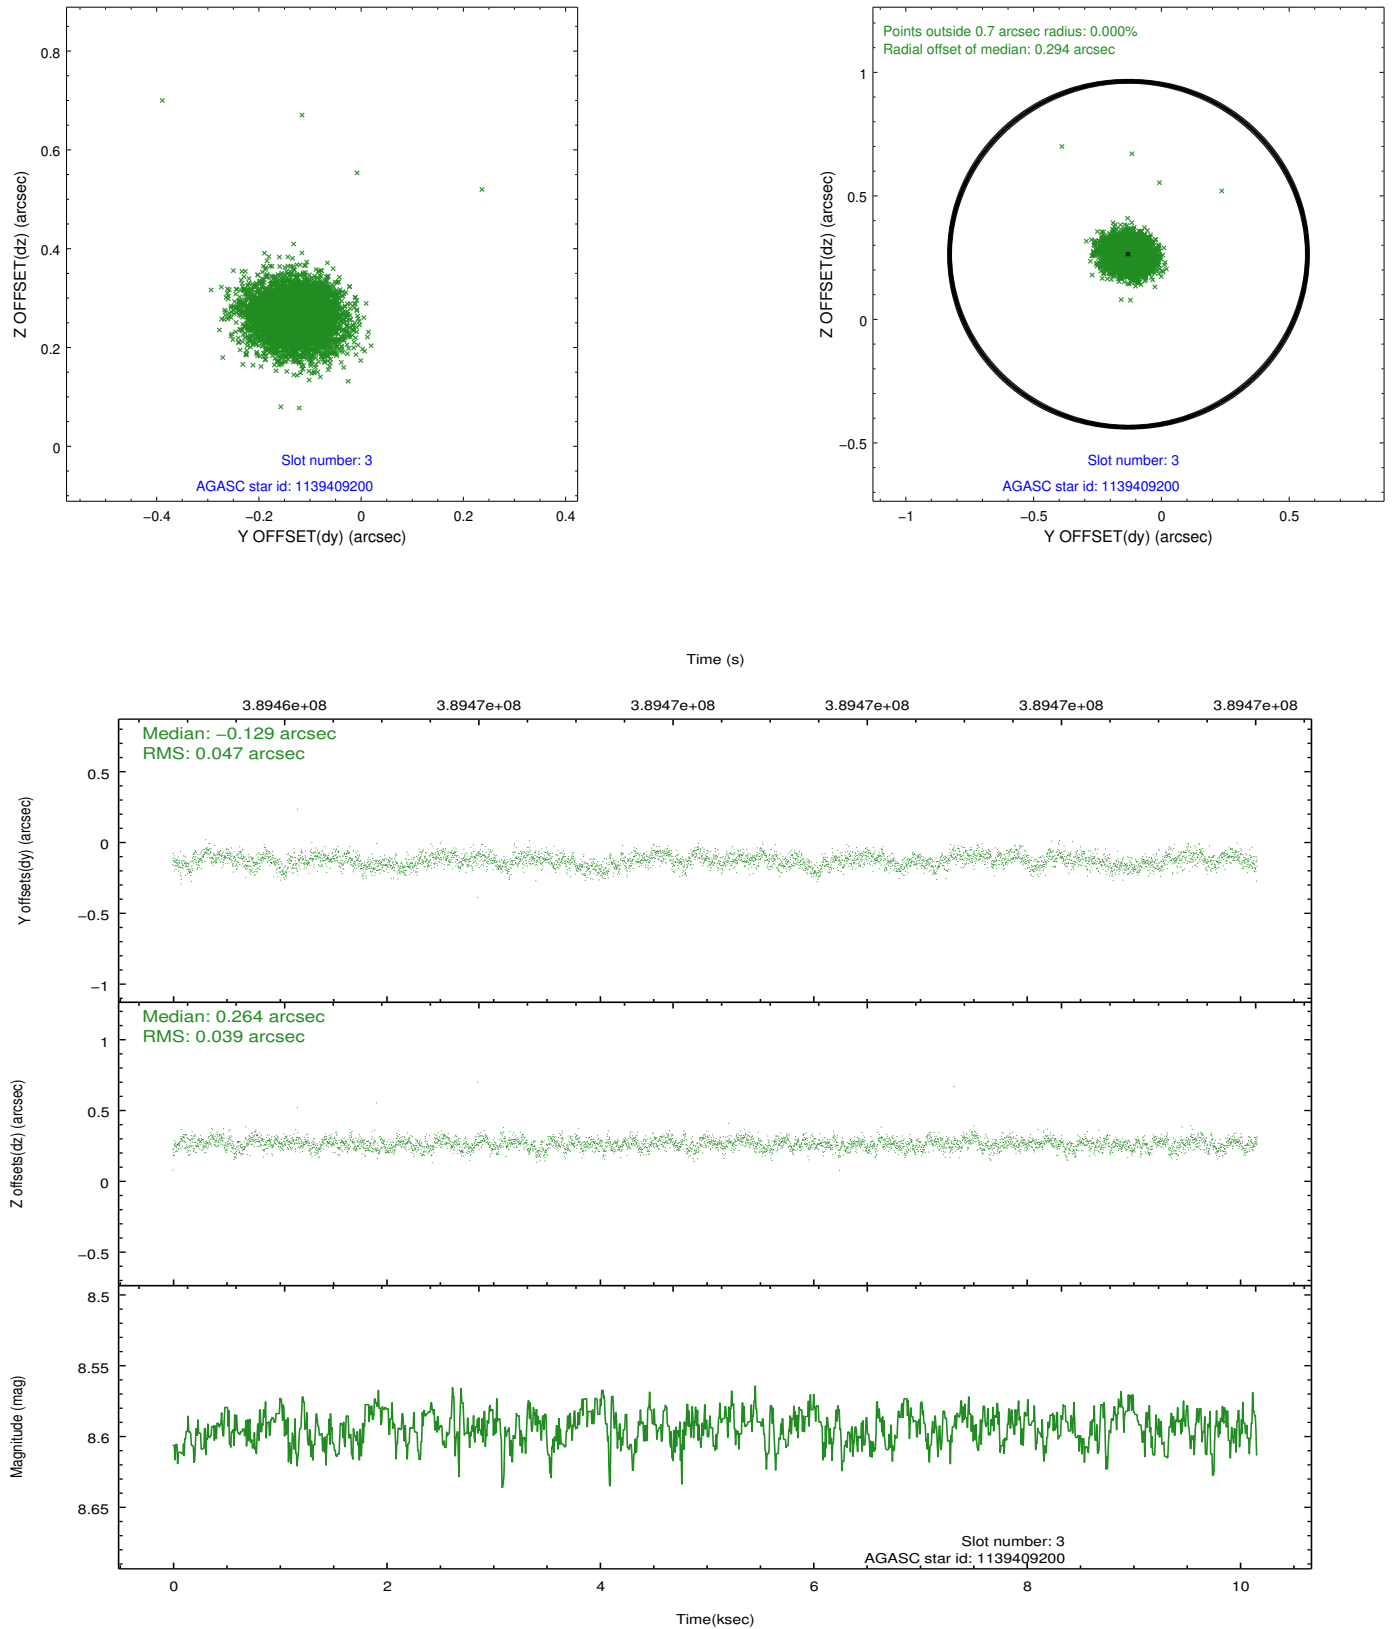 0.8
0.6
0.4
0.2
0
Z OFFSET(dz) (arcsec)
Slot number: 3
AGASC star id: 1139409200
−0.4 −0.2 0 0.2 0.4
Y OFFSET(dy) (arcsec)
Points outside 0.7 arcsec radius: 0.000%
Radial offset of median: 0.294 arcsec
1
0.5
0
−0.5
Z OFFSET(dz) (arcsec)
Slot number: 3
AGASC star id: 1139409200
−1 −0.5 0 0.5
Y OFFSET(dy) (arcsec)
Time (s)
3.8946e+08 3.8947e+08 3.8947e+08 3.8947e+08 3.8947e+08 3.8947e+08
Median: −0.129 arcsec
RMS: 0.047 arcsec
0.5
0
−0.5
−1
Y offsets(dy) (arcsec)
Median: 0.264 arcsec
RMS: 0.039 arcsec
1
0.5
0
−0.5
Z offsets(dz) (arcsec)
8.5
8.55
8.6
8.65
Magnitude (mag)
Slot number: 3
AGASC star id: 1139409200
0 2 4 6 8 10
Time(ksec)